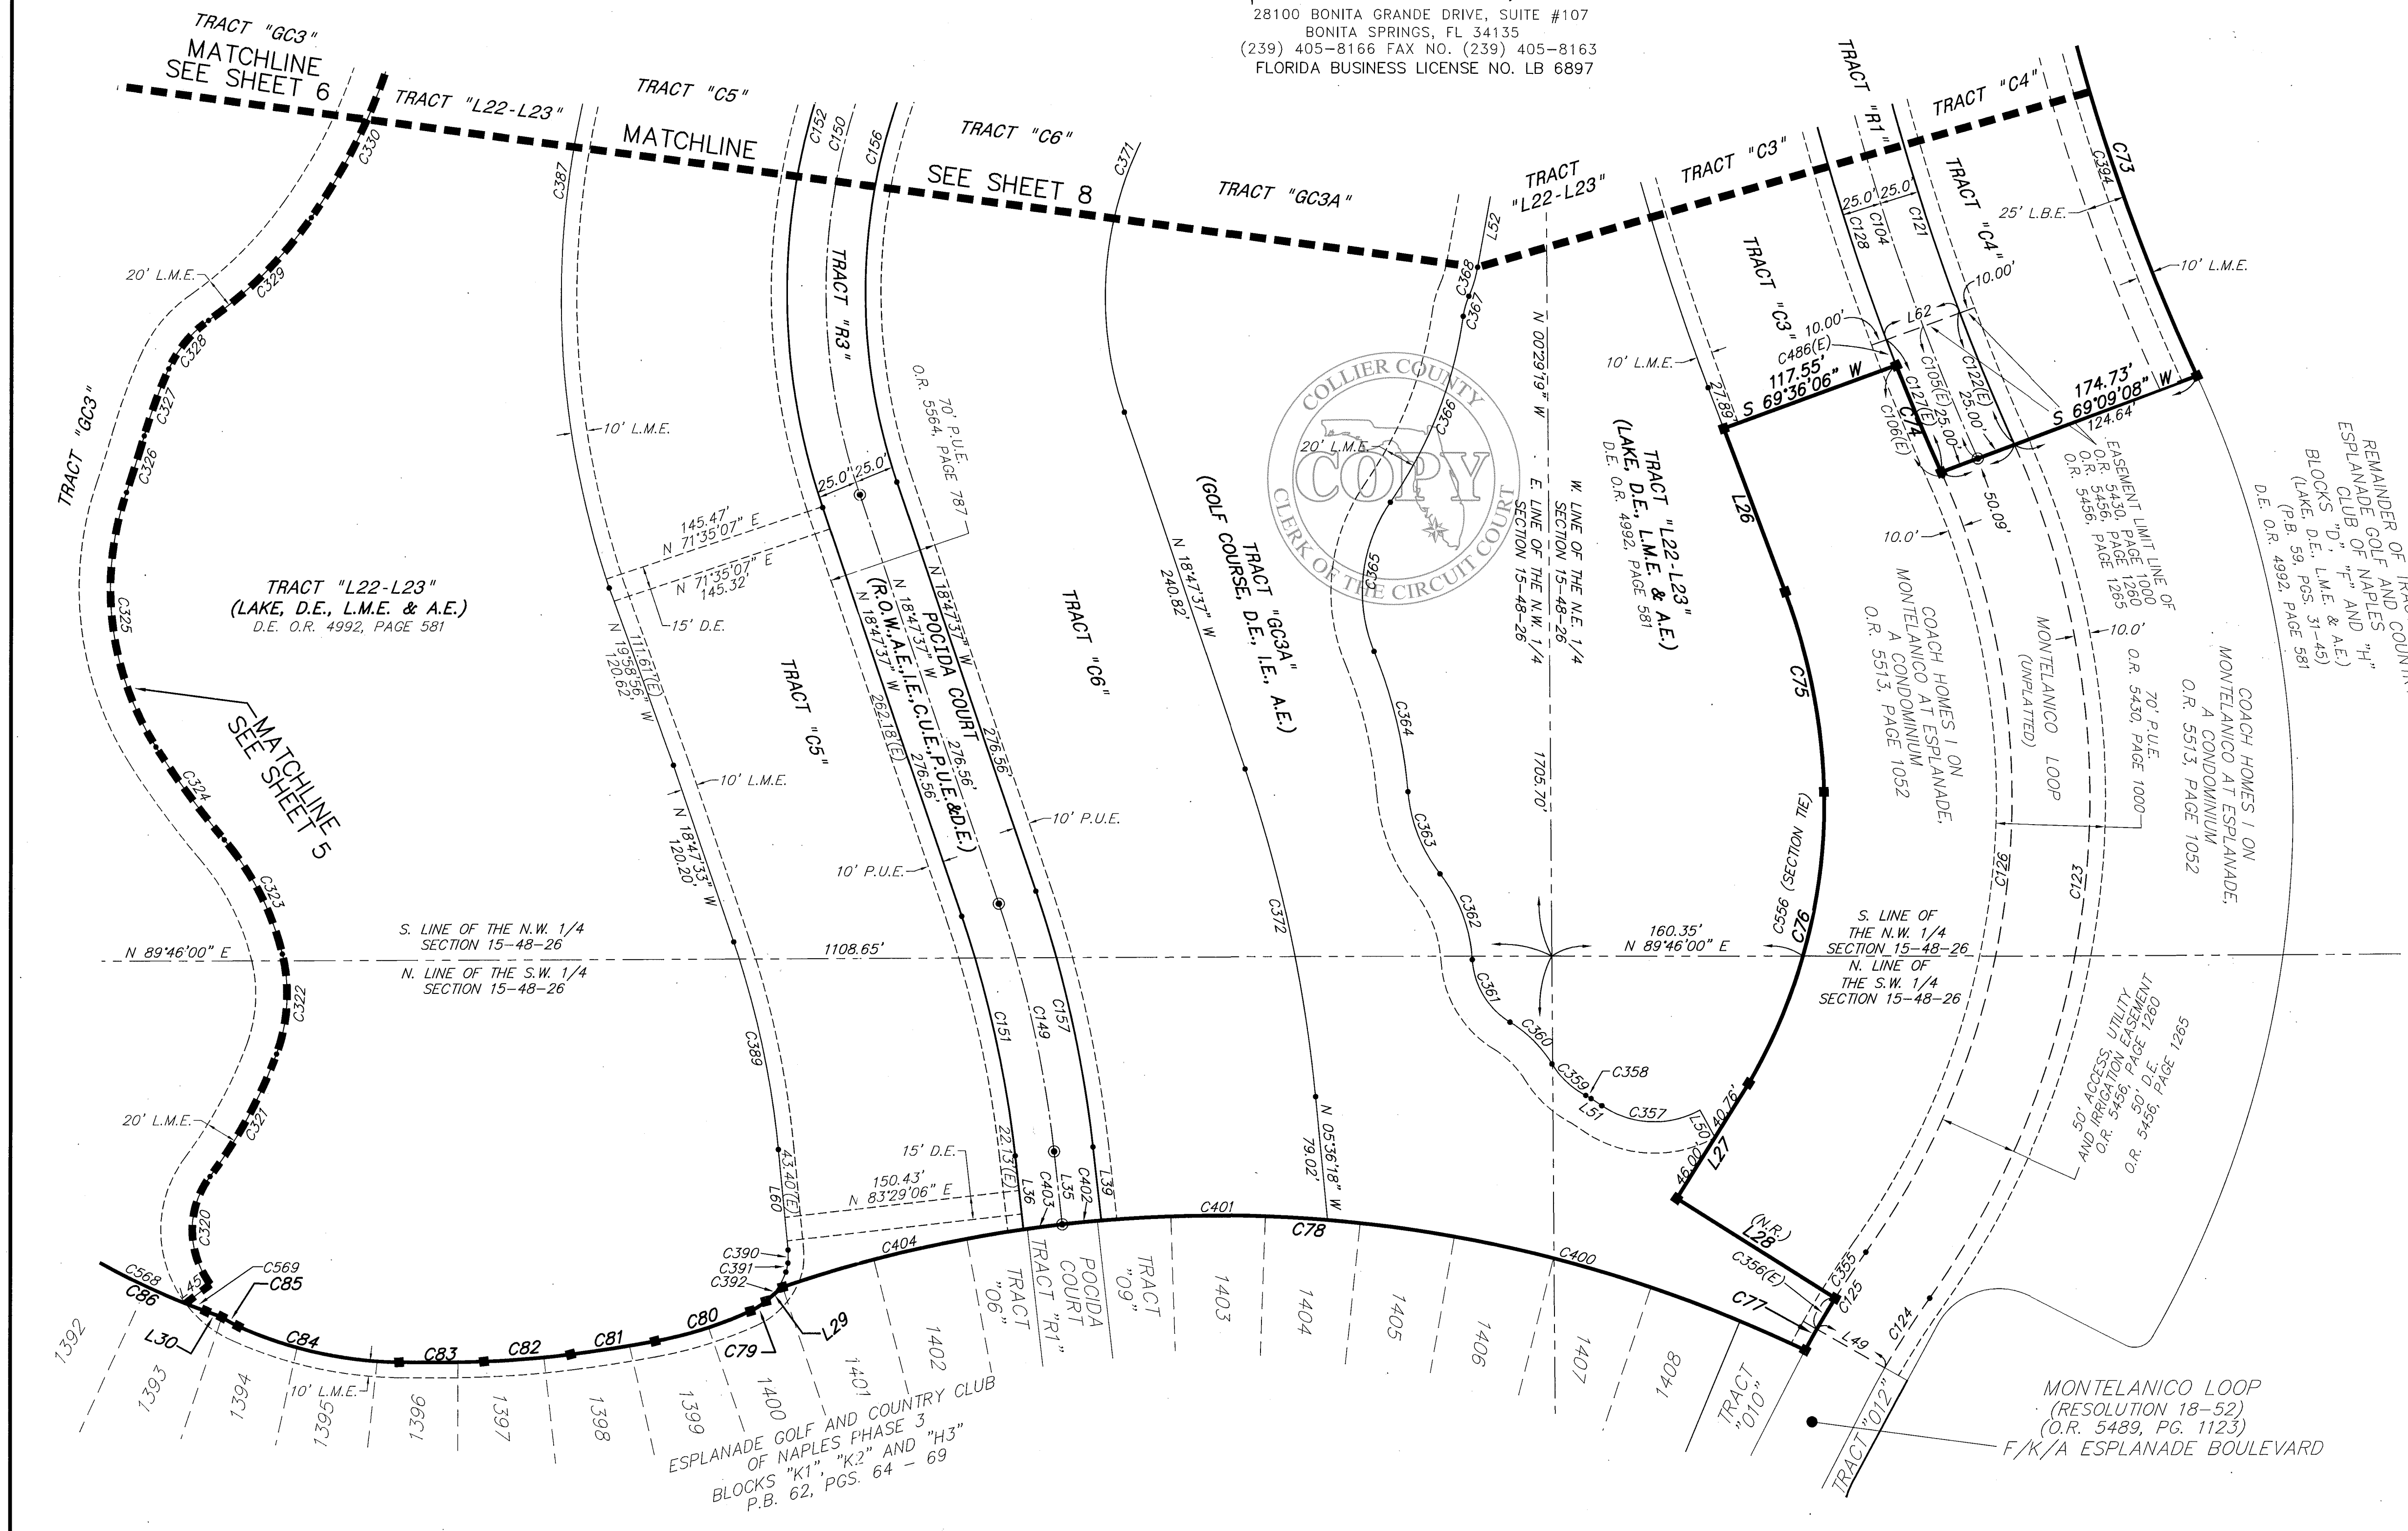 28100 BONITA GRANDE DRIVE, SUITE #107
BONITA SPRINGS, FL 34135
(239) 405-8166 FAX NO. (239) 405-8163
FLORIDA BUSINESS LICENSE NO. LB 6897
TRACT "GC3"
MATCHLINE
SEE SHEET 6
TRACT "L22-L23"
TRACT "C5"
MATCHLINE
TRACT "C6"
SEE SHEET 8
TRACT "GC3A"
TRACT
"L22-L23"
TRACT "C3"
TRACT "R1"
TRACT "C4"
C330
C387
C152
C150
C156
C371
L52
C368
C367
25.0'
25.0'
C128
C104
C121
C394
C73
25' L.B.E.
10' L.M.E.
TRACT "C4"
TRACT "C3"
10.00'
10.00'
L62
C486(E)
117.55'
S 69°36'06" W
10' L.M.E.
27.89'
C127(E)
C74
C106(E)
C105(E)
C122(E)
25.00'
25.00'
174.73'
S 69°09'08" W
124.64'
50.09'
20' L.M.E.
C329
C328
C327
C326
C325
C324
C323
C322
C321
C320
TRACT "GC3"
TRACT "L22-L23"
(LAKE, D.E., L.M.E. & A.E.)
D.E. O.R. 4992, PAGE 581
MATCHLINE
SEE SHEET 5
10' L.M.E.
TRACT "R3"
70' P.U.E.
O.R. 5564, PAGE 787
25.0'
25.0'
145.47'
N 71°35'07" E
N 71°35'07" E
145.32'
15' D.E.
111.67'(E)
N 19°58'56" W
120.62'
10' L.M.E.
N 18°47'33" W
120.20'
TRACT "C5"
N 18°47'37" W
276.56'
POCIDA COURT
(R.O.W.,A.E.,I.E.,C.U.E.,P.U.E.&D.E.)
N 18°47'37" W
276.56'
N 18°47'37" W
262.18'(E)
276.56'
10' P.U.E.
10' P.U.E.
TRACT "C6"
N 18°47'37" W
240.82'
TRACT "GC3A"
(GOLF COURSE, D.E., I.E., A.E.)
COLLIER COUNTY
COPY
CLERK OF THE CIRCUIT COURT
20' L.M.E.
C366
C365
C364
C363
C362
C361
C360
C359
C358
L51
C357
L50
N 00°29'19" W
W. LINE OF THE N.E. 1/4
SECTION 15-48-26
E. LINE OF THE N.W. 1/4
SECTION 15-48-26
1705.70'
TRACT "L22-L23"
(LAKE, D.E., L.M.E. & A.E.)
D.E. O.R. 4992, PAGE 581
L26
C75
C556 (SECTION TIE)
C76
40.76'
46.00'
L27
(N.R.)
L28
C356(E)
C355
C125
C77
L49
C124
10.0'
COACH HOMES I ON
MONTELANICO AT ESPLANADE,
A CONDOMINIUM
O.R. 5513, PAGE 1052
MONTELANICO LOOP
(UNPLATTED)
EASEMENT LIMIT LINE OF
O.R. 5430, PAGE 1000
O.R. 5456, PAGE 1260
O.R. 5456, PAGE 1265
10.0'
70' P.U.E.
O.R. 5430, PAGE 1000
COACH HOMES I ON
MONTELANICO AT ESPLANADE,
A CONDOMINIUM
O.R. 5513, PAGE 1052
ESPLANADE GOLF AND COUNTRY
CLUB OF NAPLES
BLOCKS "D", "F" AND "H"
(LAKE, D.E., L.M.E. & A.E.)
(P.B. 59, PGS. 31-45)
D.E. O.R. 4992, PAGE 581
C126
C123
S. LINE OF THE N.W. 1/4
SECTION 15-48-26
N 89°46'00" E
N. LINE OF THE S.W. 1/4
SECTION 15-48-26
1108.65'
160.35'
N 89°46'00" E
S. LINE OF
THE N.W. 1/4
SECTION 15-48-26
N. LINE OF
THE S.W. 1/4
SECTION 15-48-26
50' ACCESS, UTILITY
AND IRRIGATION EASEMENT
O.R. 5456, PAGE 1260
50' D.E.
O.R. 5456, PAGE 1265
C389
C151
C149
C157
C372
20' L.M.E.
15' D.E.
150.43'
N 83°29'06" E
43.40'(E)
L60
22.13'(E)
L36
C403
L35
C402
L39
N 05°36'18" W
79.02'
C401
C78
C400
C404
C390
C391
C392
C568
C86
L45
C569
C85
L30
C84
C83
C82
C81
C80
C79
L29
10' L.M.E.
1392
1393
1394
1395
1396
1397
1398
1399
1400
1401
1402
TRACT
"O6"
TRACT "R1"
POCIDA
COURT
TRACT
"O9"
1403
1404
1405
1406
1407
1408
TRACT
"O10"
TRACT "O12"
ESPLANADE GOLF AND COUNTRY CLUB
OF NAPLES PHASE 3
BLOCKS "K1", "K2" AND "H3"
P.B. 62, PGS. 64 - 69
MONTELANICO LOOP
(RESOLUTION 18-52)
(O.R. 5489, PG. 1123)
F/K/A ESPLANADE BOULEVARD